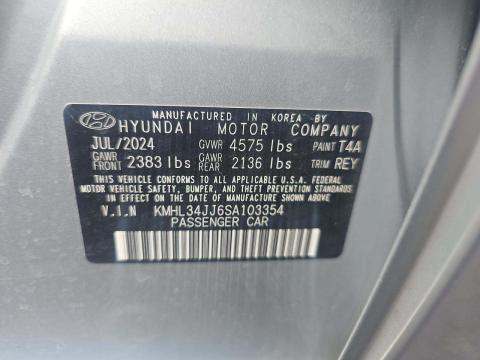 MANUFACTURED IN KOREA BY
HYUNDAI MOTOR COMPANY
JUL/2024 GVWR 4575 lbs PAINT T4A
GAWR FRONT 2383 lbs GAWR REAR 2136 lbs TRIM REY
THIS VEHICLE CONFORMS TO ALL APPLICABLE FEDERAL
MOTOR VEHICLE SAFETY, BUMPER, AND THEFT PREVENTION STANDARDS
IN EFFECT ON THE DATE OF MANUFACTURE SHOWN ABOVE.
V.I.N KMHL34JJ6SA103354
PASSENGER CAR